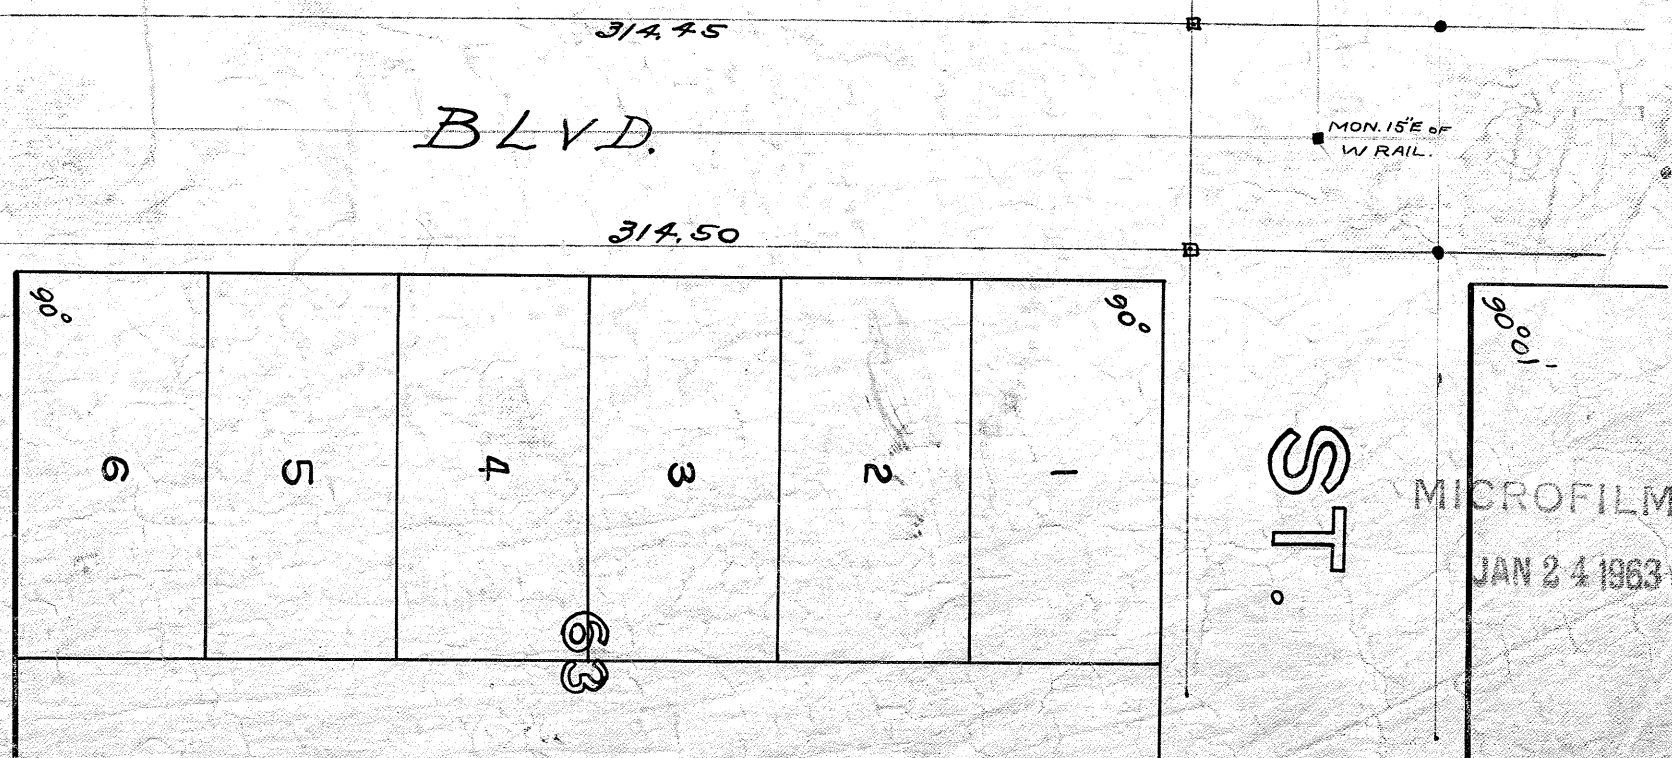 314.45
BLVD.
MON. 15"E OF
W RAIL.
314.50
90°
90°
90°01'
6
5
4
3
2
1
63
ST.
MICROFILM
JAN 24 1963